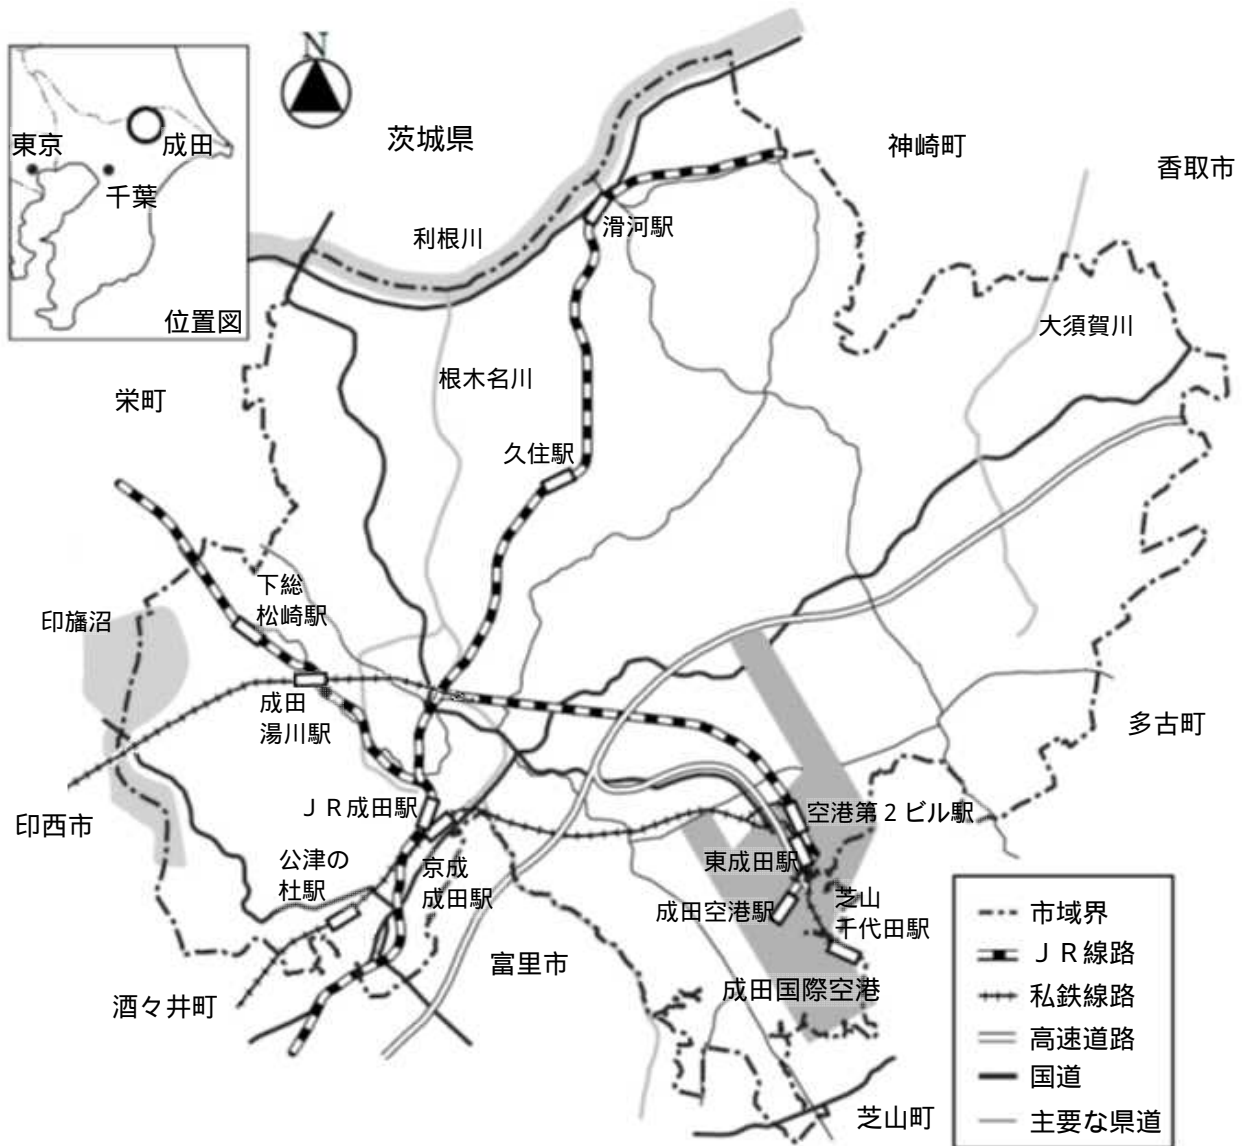 N
茨城県
神崎町
香取市
東京
成田
千葉
位置図
利根川
滑河駅
大須賀川
根木名川
栄町
久住駅
下総
松崎駅
印旛沼
成田
湯川駅
多古町
印西市
ＪＲ成田駅
空港第２ビル駅
公津の
杜駅
京成
成田駅
東成田駅
成田空港駅
芝山
千代田駅
富里市
成田国際空港
酒々井町
芝山町
市域界
ＪＲ線路
私鉄線路
高速道路
国道
主要な県道